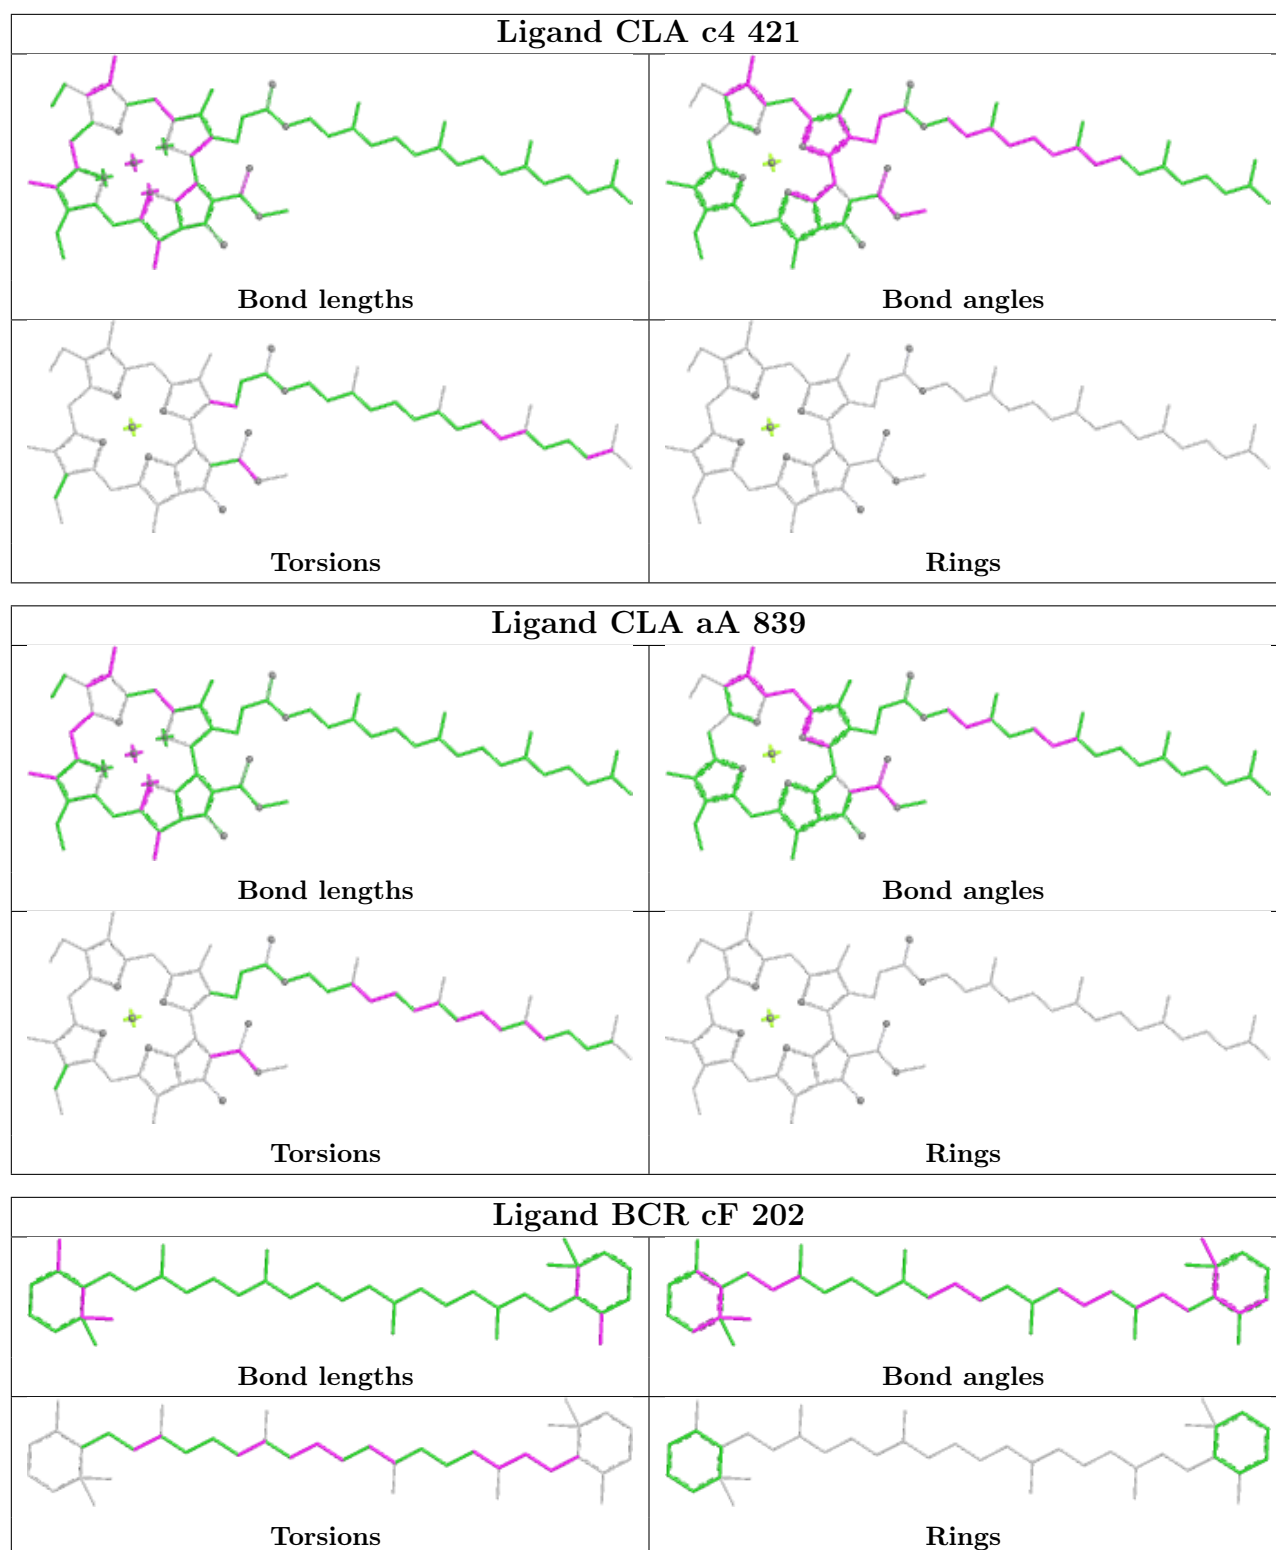 Ligand CLA c4 421
Bond lengths
Bond angles
Torsions
Rings
Ligand CLA aA 839
Bond lengths
Bond angles
Torsions
Rings
Ligand BCR cF 202
Bond lengths
Bond angles
Torsions
Rings